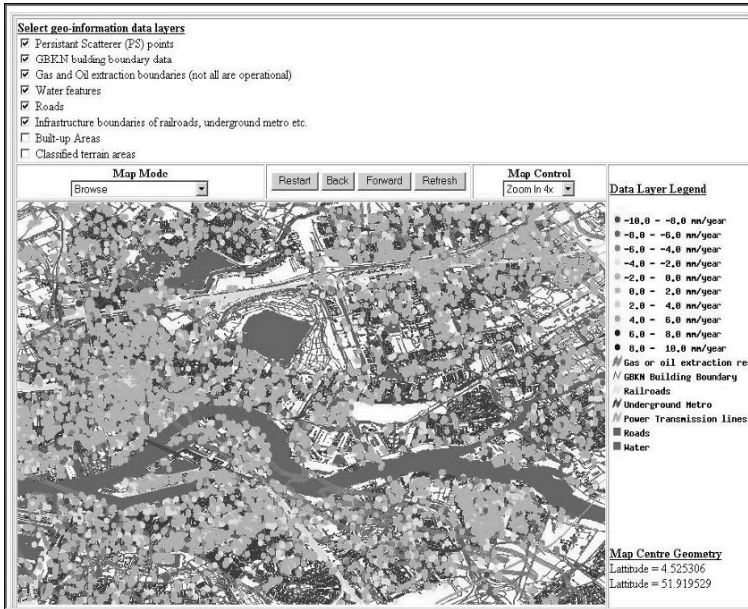 Select geo-information data layers
Persistant Scatterer (PS) points
GBKN building boundary data
Gas and Oil extraction boundaries (not all are operational)
Water features
Roads
Infrastructure boundaries of railroads, underground metro etc.
Built-up Areas
Classified terrain areas
Map Mode
Browse
Restart Back Forward Refresh
Map Control
Zoom In 4x
Data Layer Legend
-10.0 - -8.0 mm/year
-8.0 - -6.0 mm/year
-6.0 - -4.0 mm/year
-4.0 - -2.0 mm/year
-2.0 - 0.0 mm/year
0.0 - 2.0 mm/year
2.0 - 4.0 mm/year
4.0 - 6.0 mm/year
6.0 - 8.0 mm/year
8.0 - 10.0 mm/year
Gas or oil extraction re
GBKN Building Boundary
Railroads
Underground Metro
Power Transmission lines
Roads
Water
Map Centre Geometry
Lattitude = 4.525306
Lattitude = 51.919529